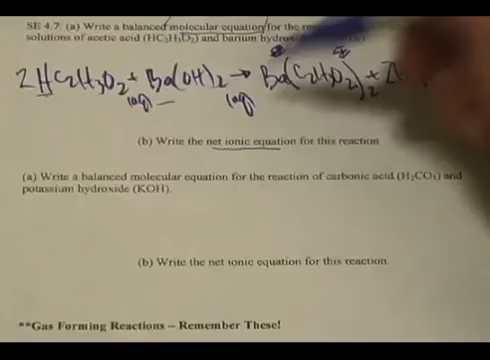 SE 4.7: (a) Write a balanced molecular equation for the
solutions of acetic acid (HC₂H₃O₂) and barium
2HC₂H₃O₂ + Ba(OH)₂ → Ba(C₂H₃O₂)₂ + 2
(aq) (aq)
(b) Write the net ionic equation for this reaction
(a) Write a balanced molecular equation for the reaction of carbonic acid (H₂CO₃) and
potassium hydroxide (KOH).
(b) Write the net ionic equation for this reaction.
**Gas Forming Reactions – Remember These!